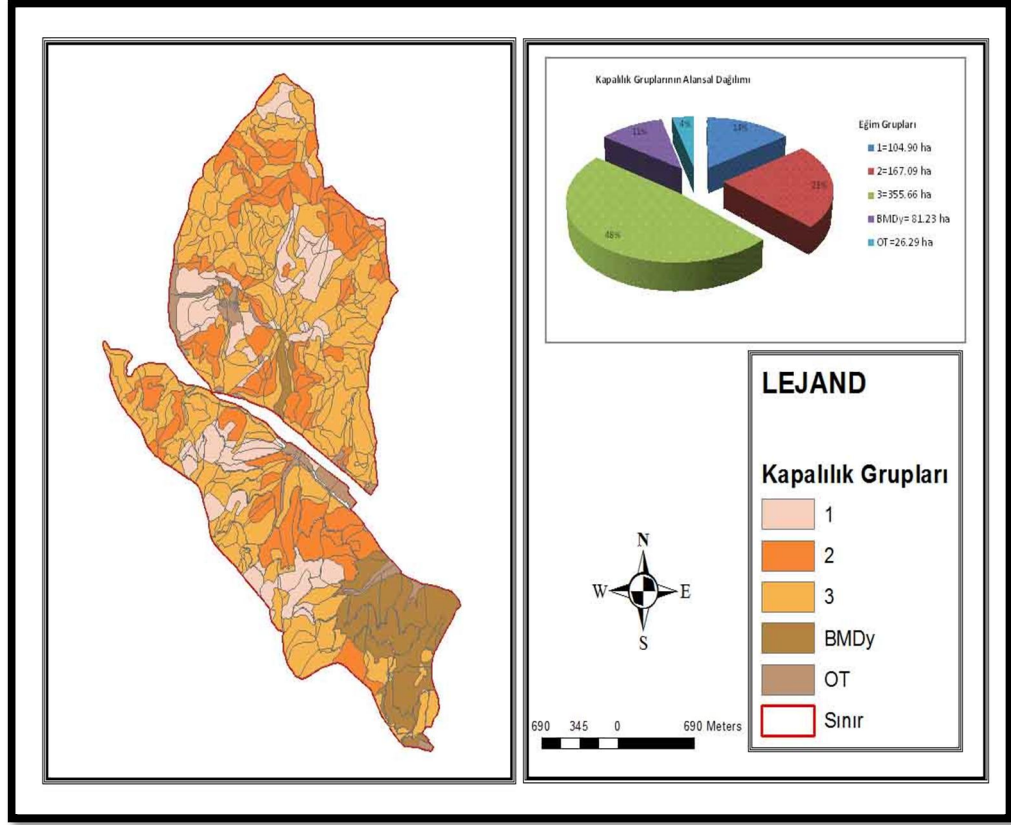 Kapalılık Gruplarının Alansal Dağılımı
11%
4%
14%
23%
48%
Eğim Grupları
1=104.90 ha
2=167.09 ha
3=355.66 ha
BMDy= 81.23 ha
OT=26.29 ha
LEJAND
Kapalılık Grupları
1
2
3
BMDy
OT
Sınır
N
W E
S
690 345 0 690 Meters